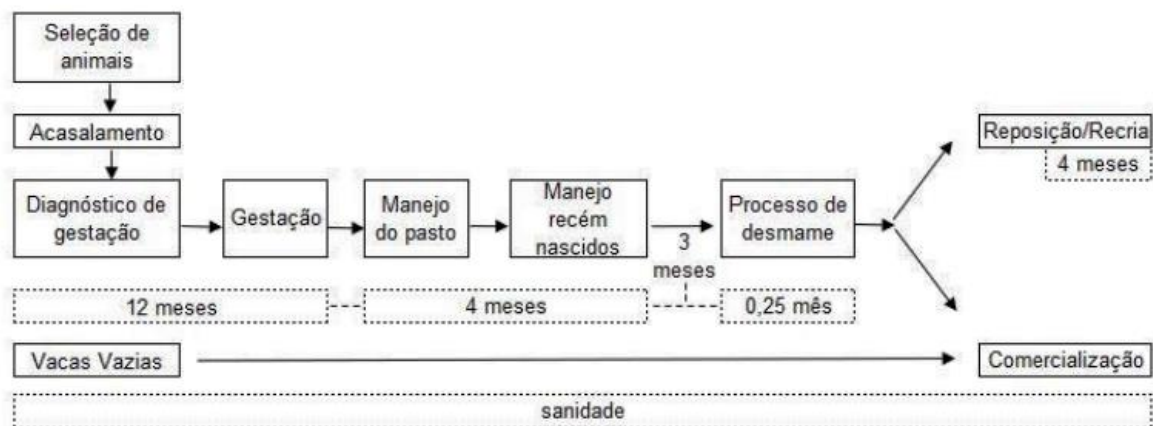 Seleção de
animais
Acasalamento
Reposição/Recria
4 meses
Diagnóstico de
gestação
Gestação
Manejo
do pasto
Manejo
recém
nascidos
3
meses
Processo de
desmame
12 meses
4 meses
0,25 mês
Vacas Vazias
Comercialização
sanidade